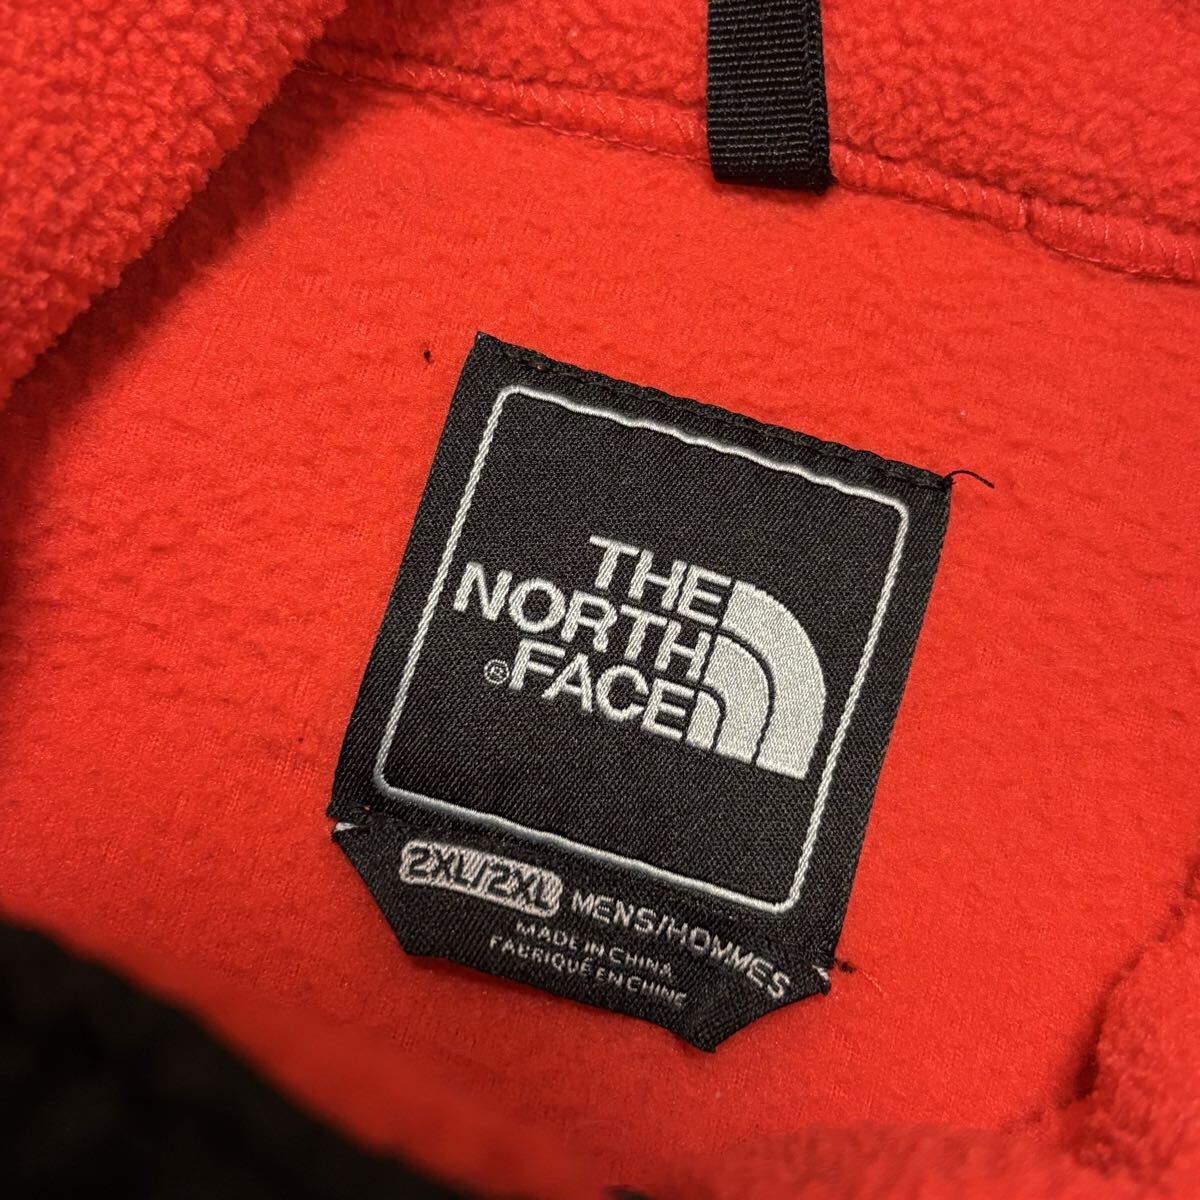 THE
NORTH
®FACE
2XL/2XL MENS/HOMMES
MADE IN CHINA
FABRIQUÉ EN CHINE